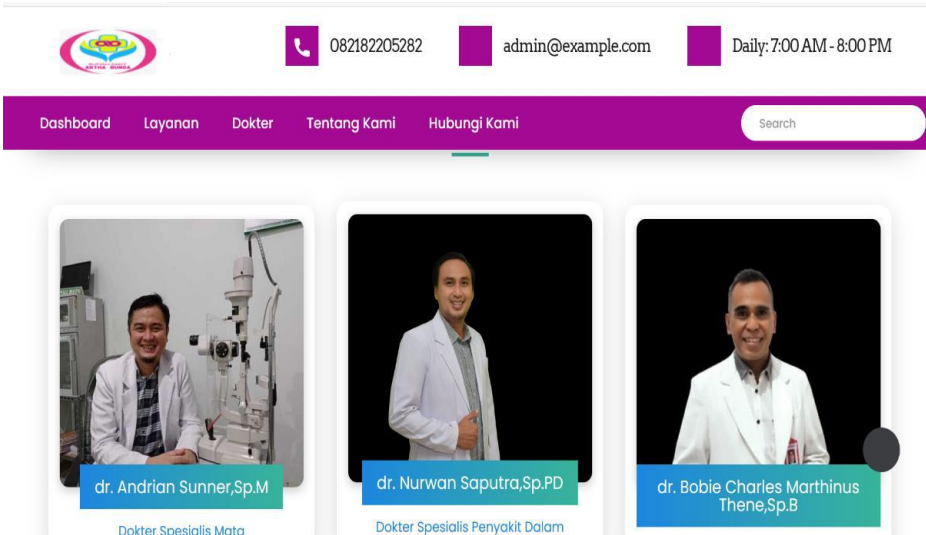 ARTHA BUNDA
082182205282
admin@example.com
Daily: 7:00 AM - 8:00 PM
Dashboard
Layanan
Dokter
Tentang Kami
Hubungi Kami
Search
dr. Andrian Sunner,Sp.M
Dokter Spesialis Mata
dr. Nurwan Saputra,Sp.PD
Dokter Spesialis Penyakit Dalam
dr. Bobie Charles Marthinus
Thene,Sp.B